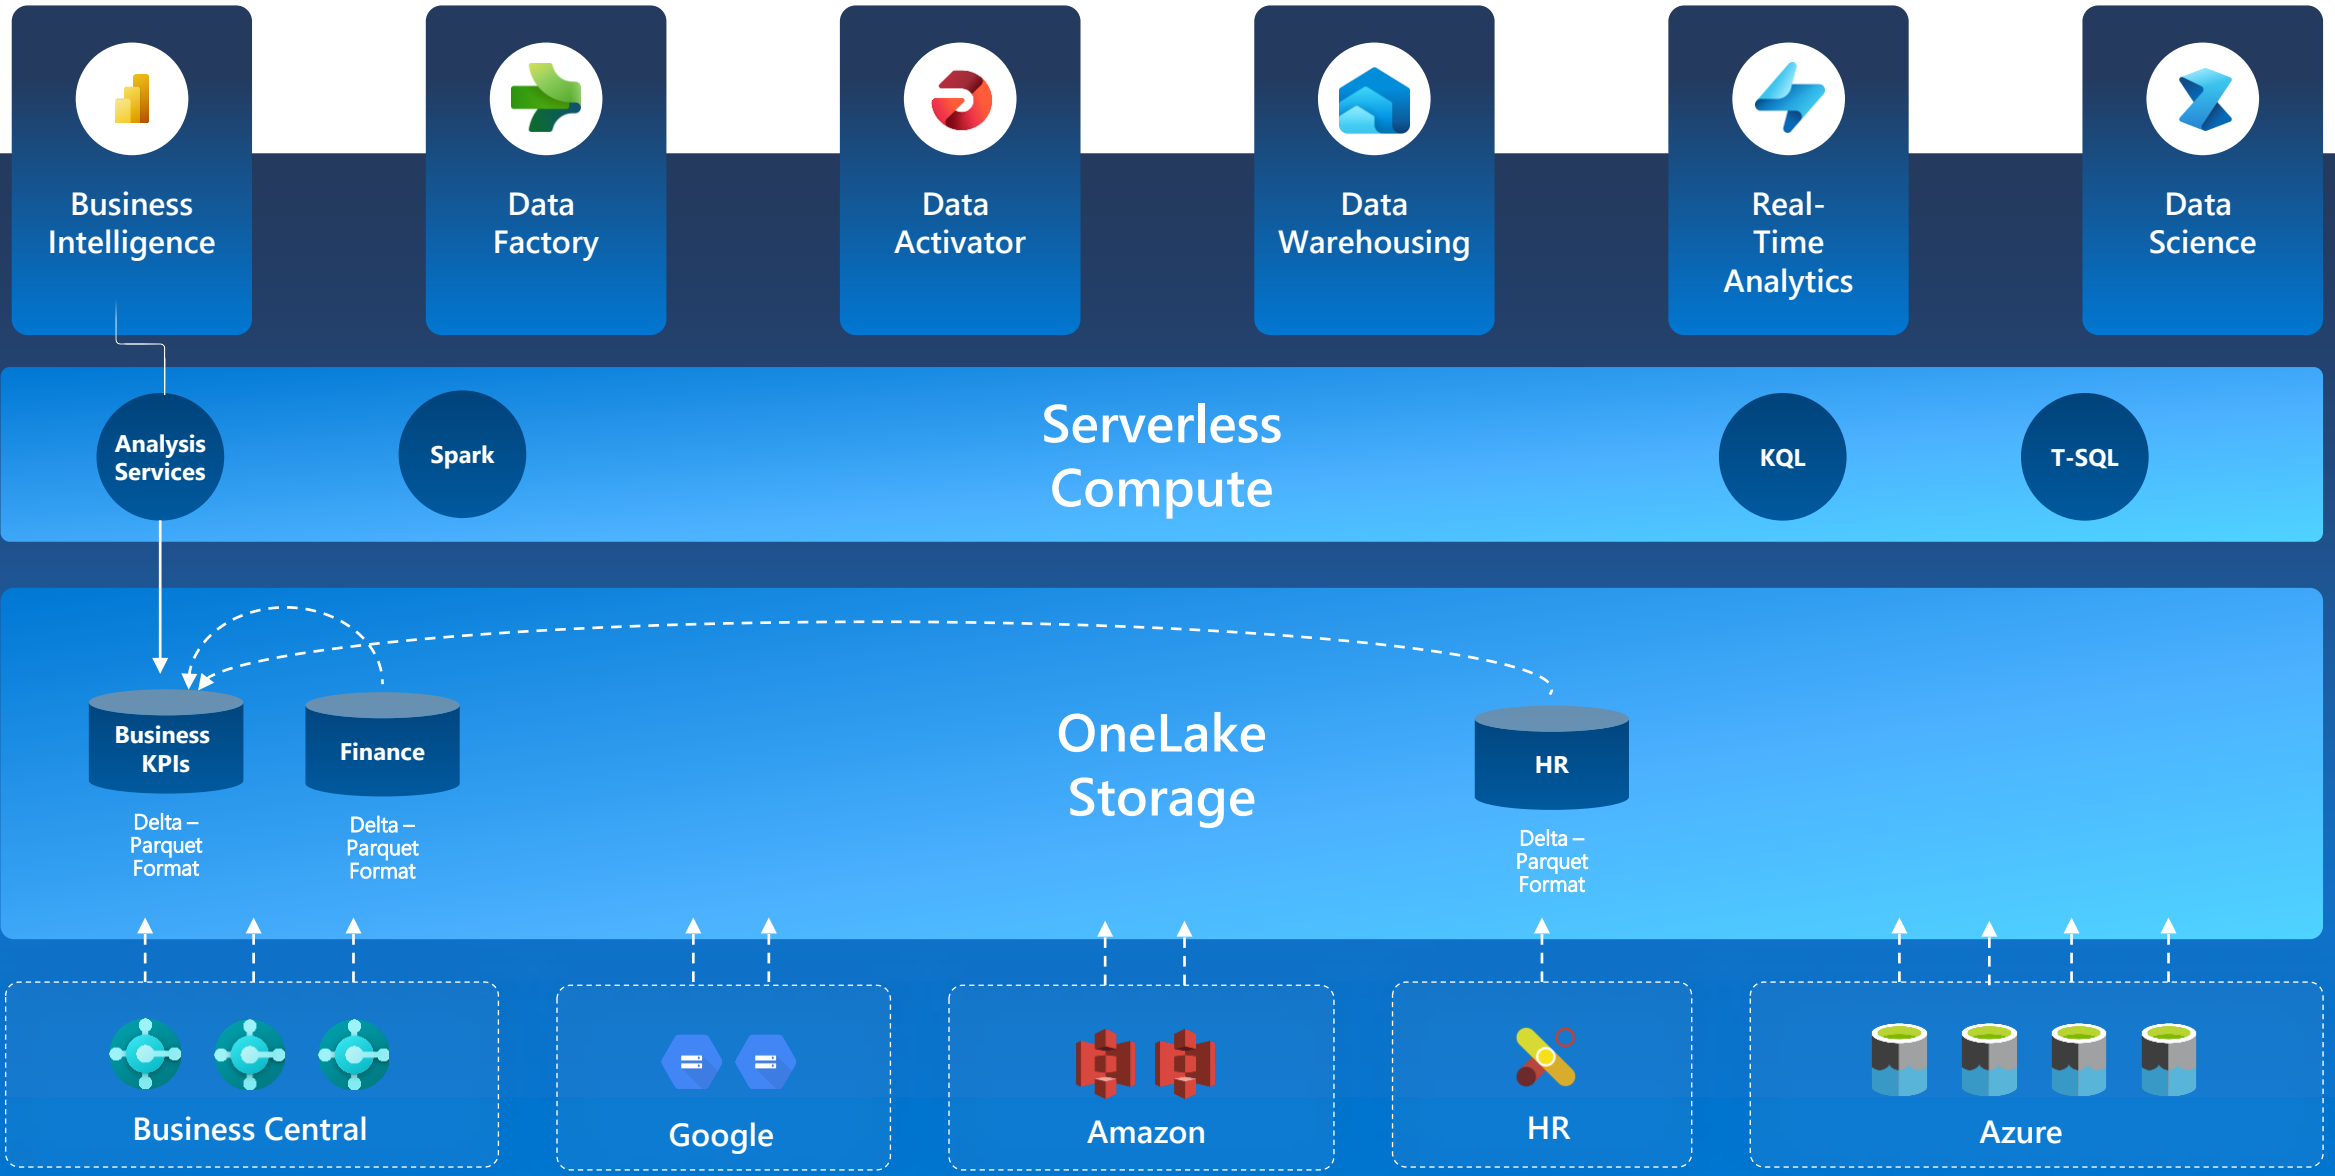 Business
Intelligence
Data
Factory
Data
Activator
Data
Warehousing
Real-
Time
Analytics
Data
Science
Analysis
Services
Spark
Serverless
Compute
KQL
T-SQL
Business
KPIs
Delta –
Parquet
Format
Finance
Delta –
Parquet
Format
OneLake
Storage
HR
Delta –
Parquet
Format
Business Central
Google
Amazon
HR
Azure